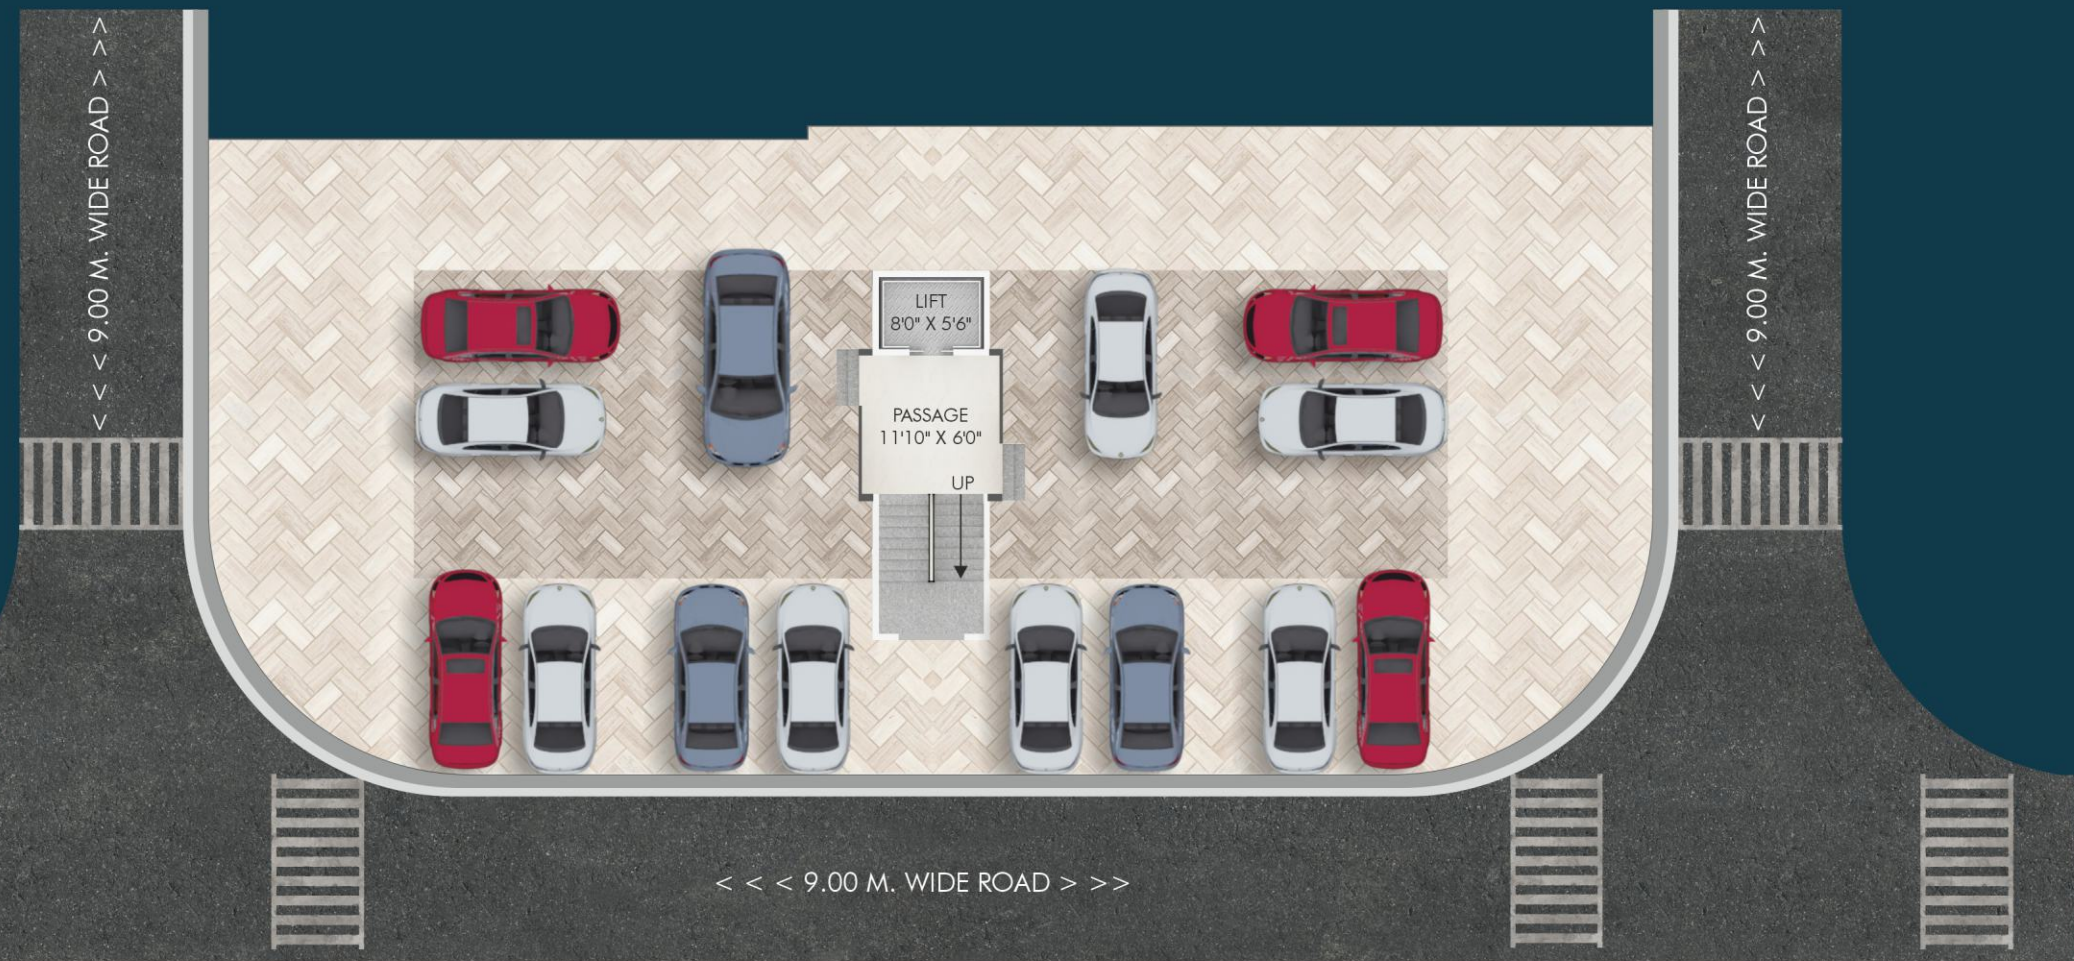 < < < 9.00 M. WIDE ROAD > >>
< < < 9.00 M. WIDE ROAD > >>
LIFT
8'0" X 5'6"
PASSAGE
11'10" X 6'0"
UP
< < < 9.00 M. WIDE ROAD > >>